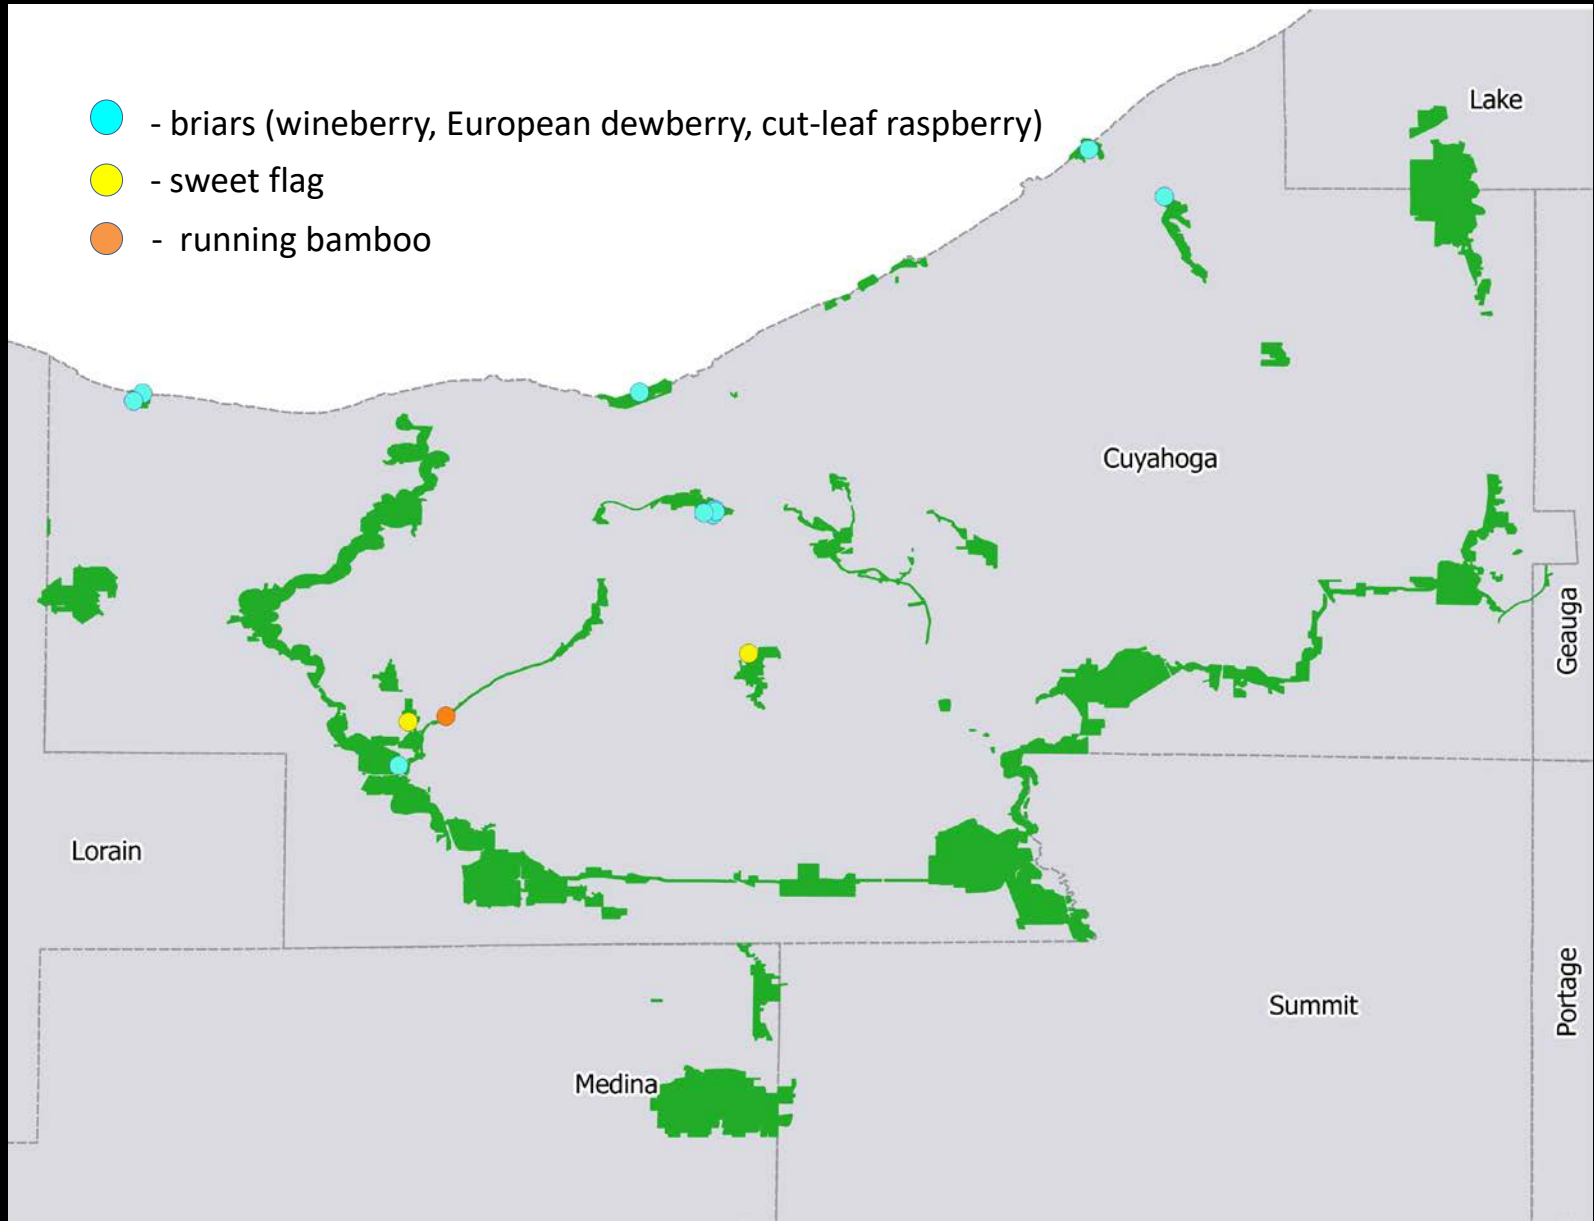 - briars (wineberry, European dewberry, cut-leaf raspberry)
- sweet flag
- running bamboo
Lake
Cuyahoga
Geauga
Lorain
Portage
Summit
Medina